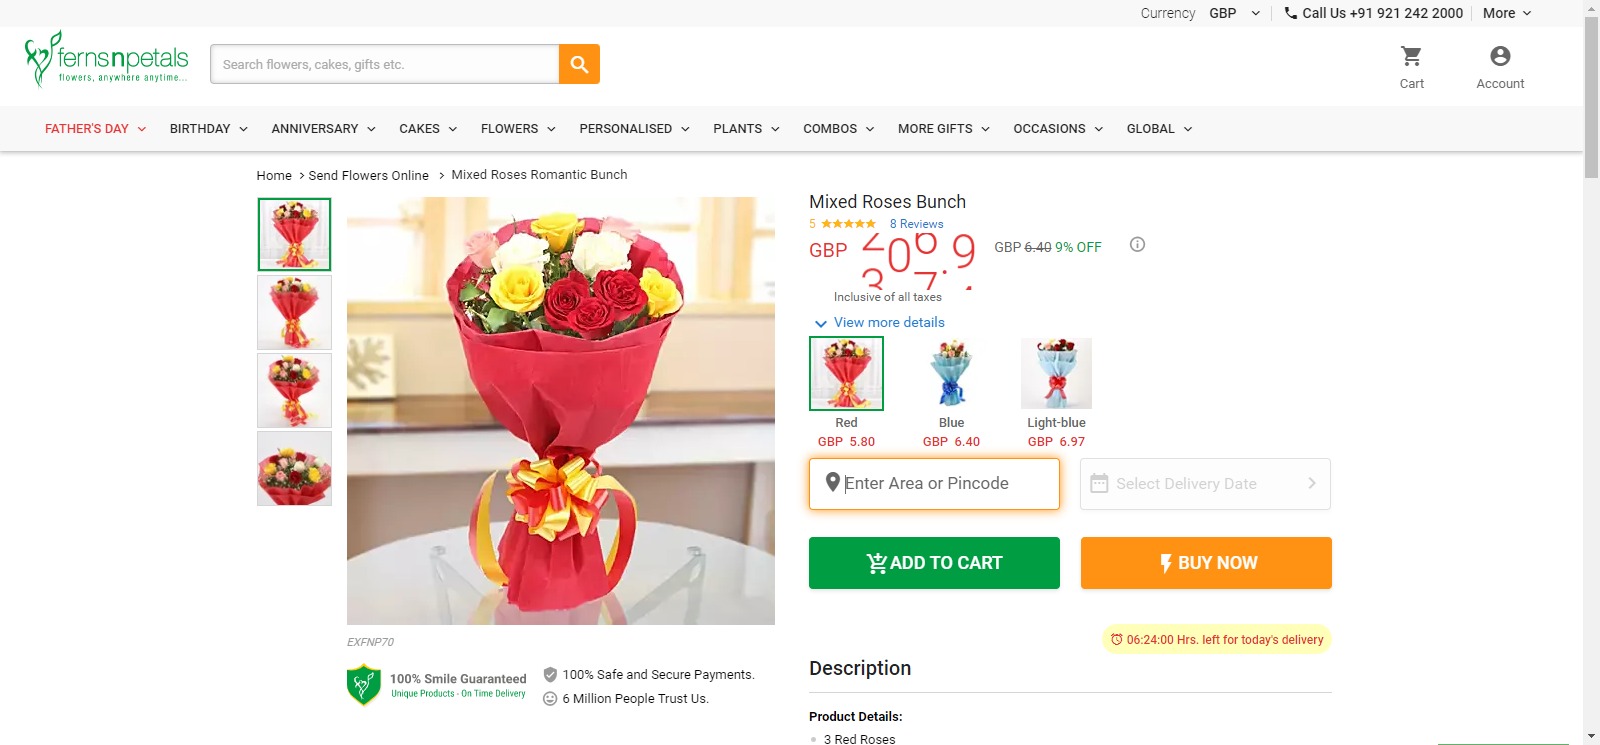 Currency GBP Call Us +91 921 242 2000 More
fernsnpetals
flowers, anywhere anytime...
Search flowers, cakes, gifts etc.
Cart
Account
FATHER'S DAY BIRTHDAY ANNIVERSARY CAKES FLOWERS PERSONALISED PLANTS COMBOS MORE GIFTS OCCASIONS GLOBAL
Home > Send Flowers Online > Mixed Roses Romantic Bunch
Mixed Roses Bunch
5 8 Reviews
GBP
GBP 6.40 9% OFF
Inclusive of all taxes
View more details
Red
GBP 5.80
Blue
GBP 6.40
Light-blue
GBP 6.97
Enter Area or Pincode
Select Delivery Date
ADD TO CART
BUY NOW
06:24:00 Hrs. left for today's delivery
EXFNP70
100% Smile Guaranteed
Unique Products - On Time Delivery
100% Safe and Secure Payments.
6 Million People Trust Us.
Description
Product Details:
3 Red Roses